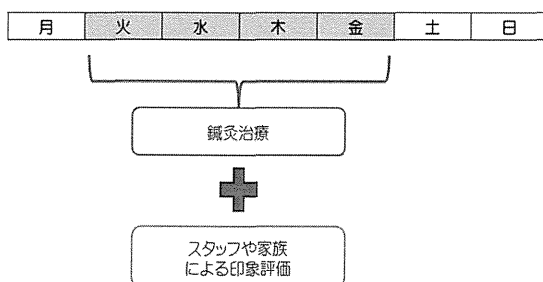 月 火 水 木 金 土 日
鍼灸治療
スタッフや家族
による印象評価